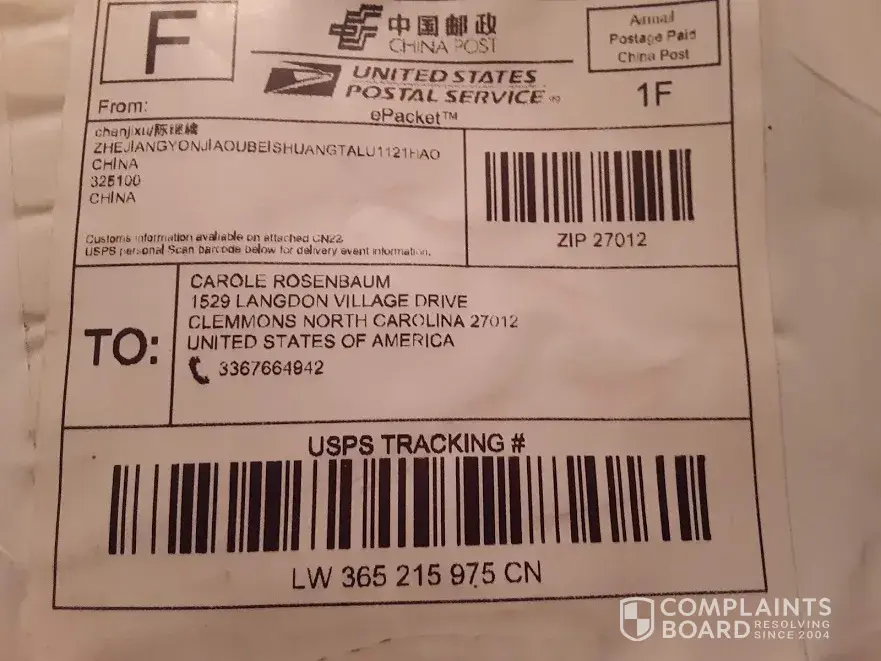 F
中国邮政
CHINA POST
Airmail
Postage Paid
China Post
UNITED STATES
POSTAL SERVICE
ePacket™
1F
From:
chenjixu/
ZHEJIANGYONJIAOUBEISHUANGTALU1121HAO
CHINA
325100
CHINA
Customs information avaliable on attached CN22.
USPS personal Scan barcode below for delivery event information.
ZIP 27012
TO:
CAROLE ROSENBAUM
1529 LANGDON VILLAGE DRIVE
CLEMMONS NORTH CAROLINA 27012
UNITED STATES OF AMERICA
3367664942
USPS TRACKING #
LW 365 215 975 CN
COMPLAINTS
BOARD RESOLVING
SINCE 2004